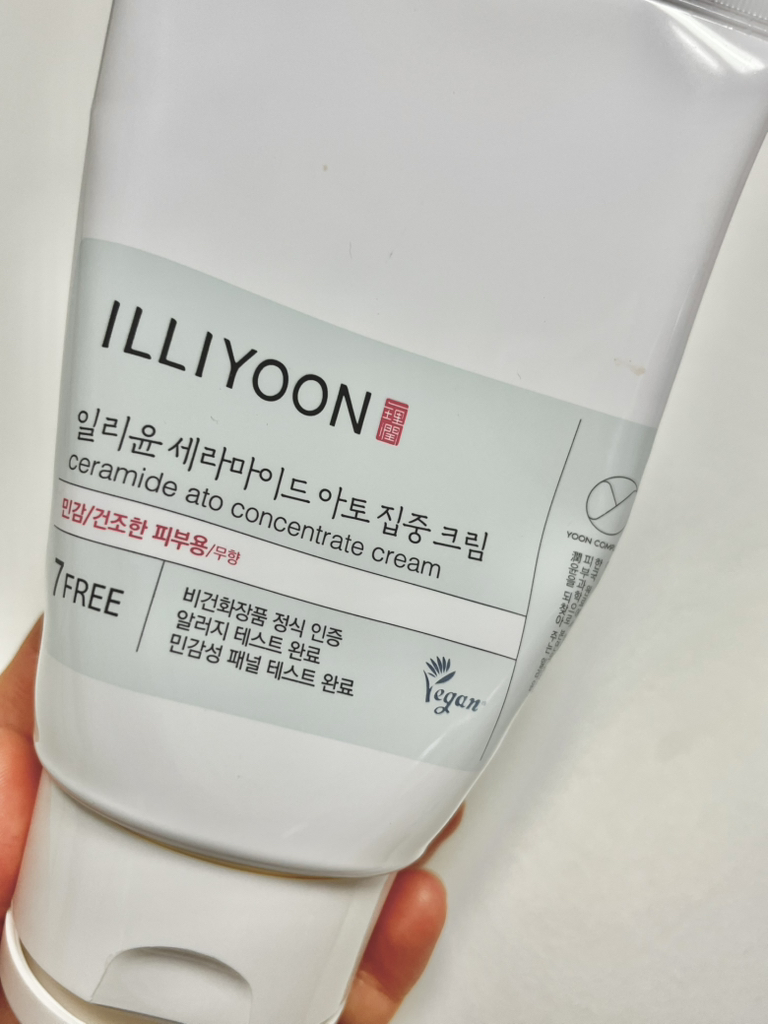 ILLIYOON
일리윤 세라마이드 아토 집중 크림
ceramide ato concentrate cream
민감/건조한 피부용/무향
7FREE
비건화장품 정식 인증
알러지 테스트 완료
민감성 패널 테스트 완료
Vegan
YOON COM